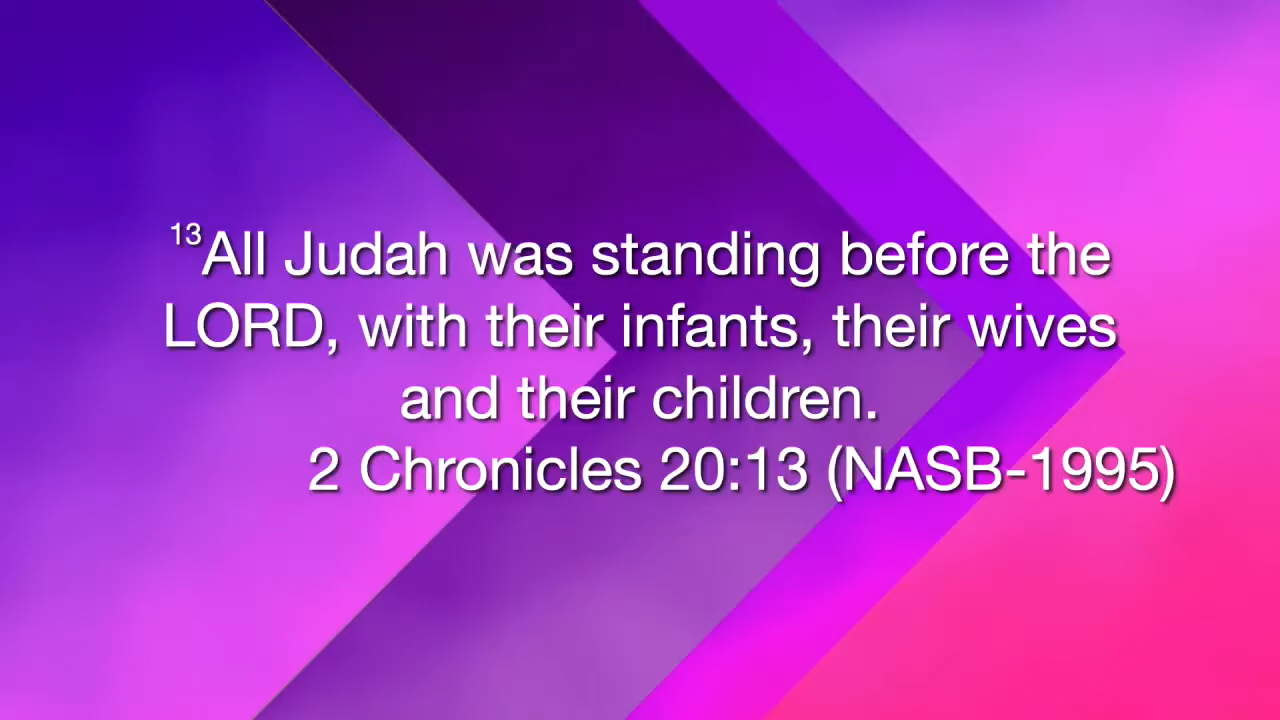 ¹³All Judah was standing before the
LORD, with their infants, their wives
and their children.
2 Chronicles 20:13 (NASB-1995)